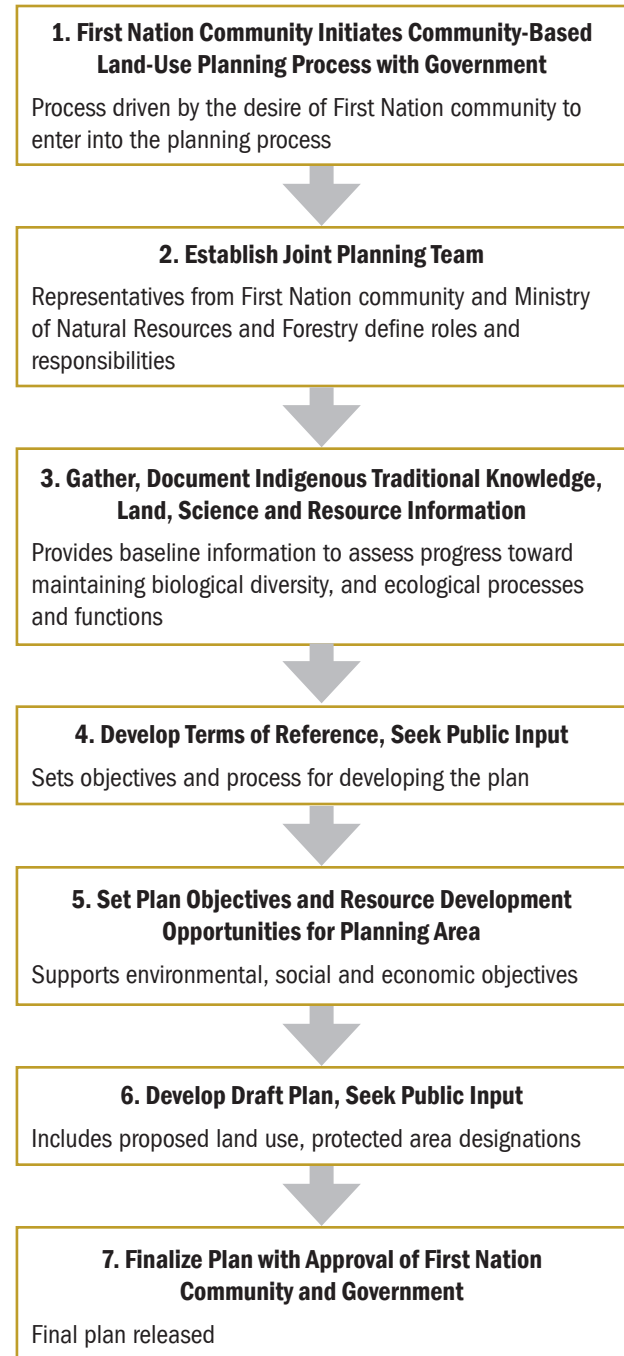 1. First Nation Community Initiates Community-Based
Land-Use Planning Process with Government
Process driven by the desire of First Nation community to
enter into the planning process
2. Establish Joint Planning Team
Representatives from First Nation community and Ministry
of Natural Resources and Forestry define roles and
responsibilities
3. Gather, Document Indigenous Traditional Knowledge,
Land, Science and Resource Information
Provides baseline information to assess progress toward
maintaining biological diversity, and ecological processes
and functions
4. Develop Terms of Reference, Seek Public Input
Sets objectives and process for developing the plan
5. Set Plan Objectives and Resource Development
Opportunities for Planning Area
Supports environmental, social and economic objectives
6. Develop Draft Plan, Seek Public Input
Includes proposed land use, protected area designations
7. Finalize Plan with Approval of First Nation
Community and Government
Final plan released